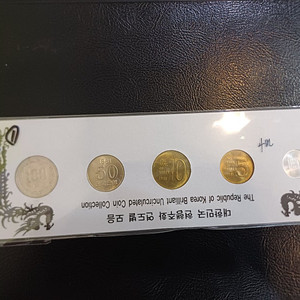 대한민국 현행주화 연도별 모음
The Republic of Korea Brilliant Uncirculated Coin Collection
50
10
5